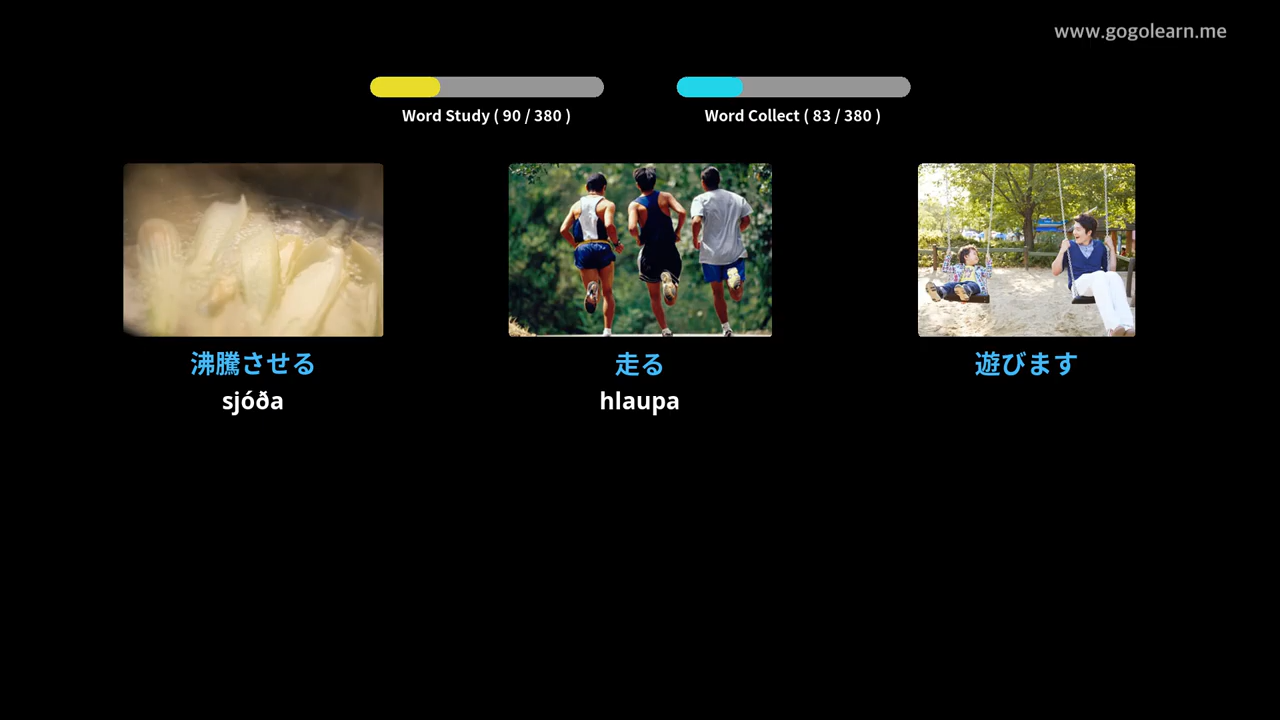 www.gogolearn.me
Word Study ( 90 / 380 )
Word Collect ( 83 / 380 )
沸騰させる
sjóða
走る
hlaupa
遊びます